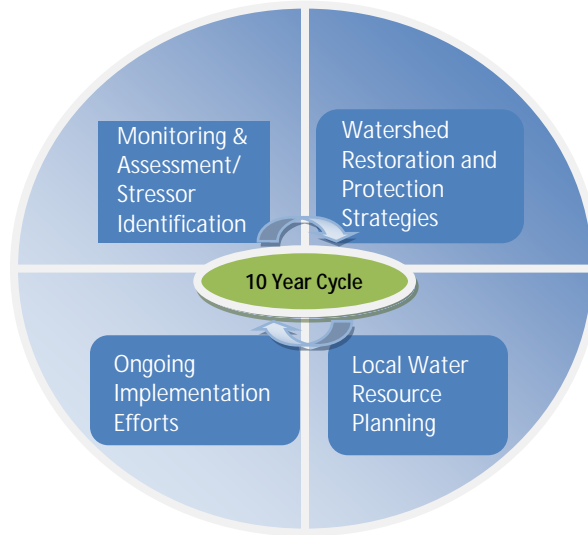 Monitoring &
Assessment/
Stressor
Identification
Watershed
Restoration and
Protection
Strategies
10 Year Cycle
Ongoing
Implementation
Efforts
Local Water
Resource
Planning